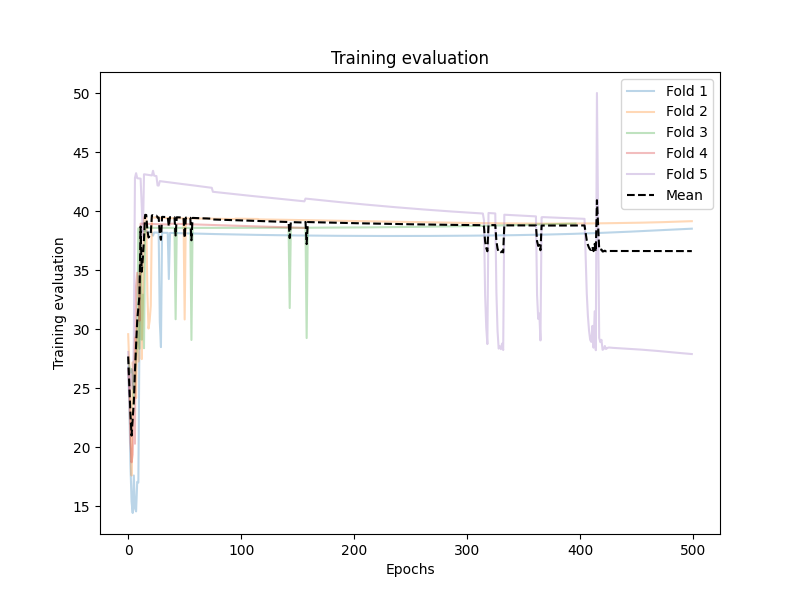 Training evaluation
50
45
40
35
30
25
20
15
Training evaluation
0
100
200
300
400
500
Epochs
Fold 1
Fold 2
Fold 3
Fold 4
Fold 5
Mean